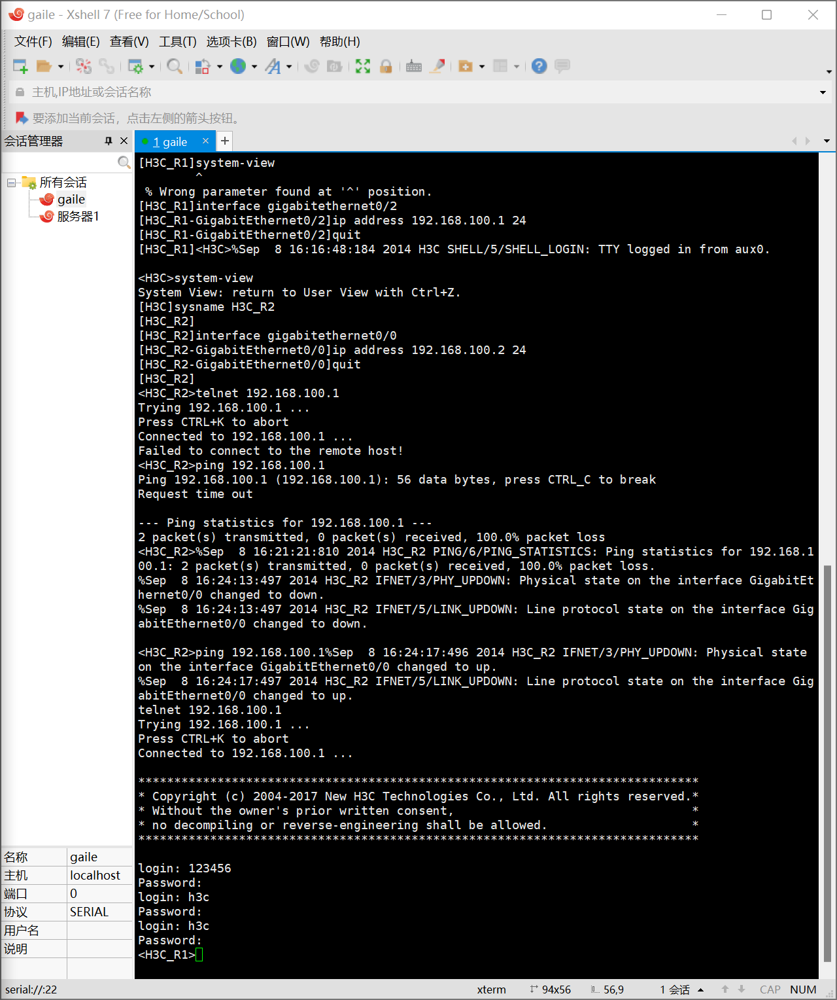 gaile - Xshell 7 (Free for Home/School)
文件(F) 编辑(E) 查看(V) 工具(T) 选项卡(B) 窗口(W) 帮助(H)
主机,IP地址或会话名称
要添加当前会话，点击左侧的箭头按钮。
会话管理器
1 gaile
所有会话
gaile
服务器1
[H3C_R1]system-view
^
% Wrong parameter found at '^' position.
[H3C_R1]interface gigabitethernet0/2
[H3C_R1-GigabitEthernet0/2]ip address 192.168.100.1 24
[H3C_R1-GigabitEthernet0/2]quit
[H3C_R1]<H3C>%Sep  8 16:16:48:184 2014 H3C SHELL/5/SHELL_LOGIN: TTY logged in from aux0.
<H3C>system-view
System View: return to User View with Ctrl+Z.
[H3C]sysname H3C_R2
[H3C_R2]
[H3C_R2]interface gigabitethernet0/0
[H3C_R2-GigabitEthernet0/0]ip address 192.168.100.2 24
[H3C_R2-GigabitEthernet0/0]quit
[H3C_R2]
<H3C_R2>telnet 192.168.100.1
Trying 192.168.100.1 ...
Press CTRL+K to abort
Connected to 192.168.100.1 ...
Failed to connect to the remote host!
<H3C_R2>ping 192.168.100.1
Ping 192.168.100.1 (192.168.100.1): 56 data bytes, press CTRL_C to break
Request time out
--- Ping statistics for 192.168.100.1 ---
2 packet(s) transmitted, 0 packet(s) received, 100.0% packet loss
<H3C_R2>%Sep  8 16:21:21:810 2014 H3C_R2 PING/6/PING_STATISTICS: Ping statistics for 192.168.1
00.1: 2 packet(s) transmitted, 0 packet(s) received, 100.0% packet loss.
%Sep  8 16:24:13:497 2014 H3C_R2 IFNET/3/PHY_UPDOWN: Physical state on the interface GigabitEt
hernet0/0 changed to down.
%Sep  8 16:24:13:497 2014 H3C_R2 IFNET/5/LINK_UPDOWN: Line protocol state on the interface Gig
abitEthernet0/0 changed to down.
<H3C_R2>ping 192.168.100.1%Sep  8 16:24:17:496 2014 H3C_R2 IFNET/3/PHY_UPDOWN: Physical state
on the interface GigabitEthernet0/0 changed to up.
%Sep  8 16:24:17:497 2014 H3C_R2 IFNET/5/LINK_UPDOWN: Line protocol state on the interface Gig
abitEthernet0/0 changed to up.
telnet 192.168.100.1
Trying 192.168.100.1 ...
Press CTRL+K to abort
Connected to 192.168.100.1 ...
******************************************************************************
* Copyright (c) 2004-2017 New H3C Technologies Co., Ltd. All rights reserved.*
* Without the owner's prior written consent,                                 *
* no decompiling or reverse-engineering shall be allowed.                    *
******************************************************************************
login: 123456
Password:
login: h3c
Password:
login: h3c
Password:
<H3C_R1>
名称 gaile
主机 localhost
端口 0
协议 SERIAL
用户名
说明
serial://:22 xterm 94x56 56,9 1 会话 CAP NUM